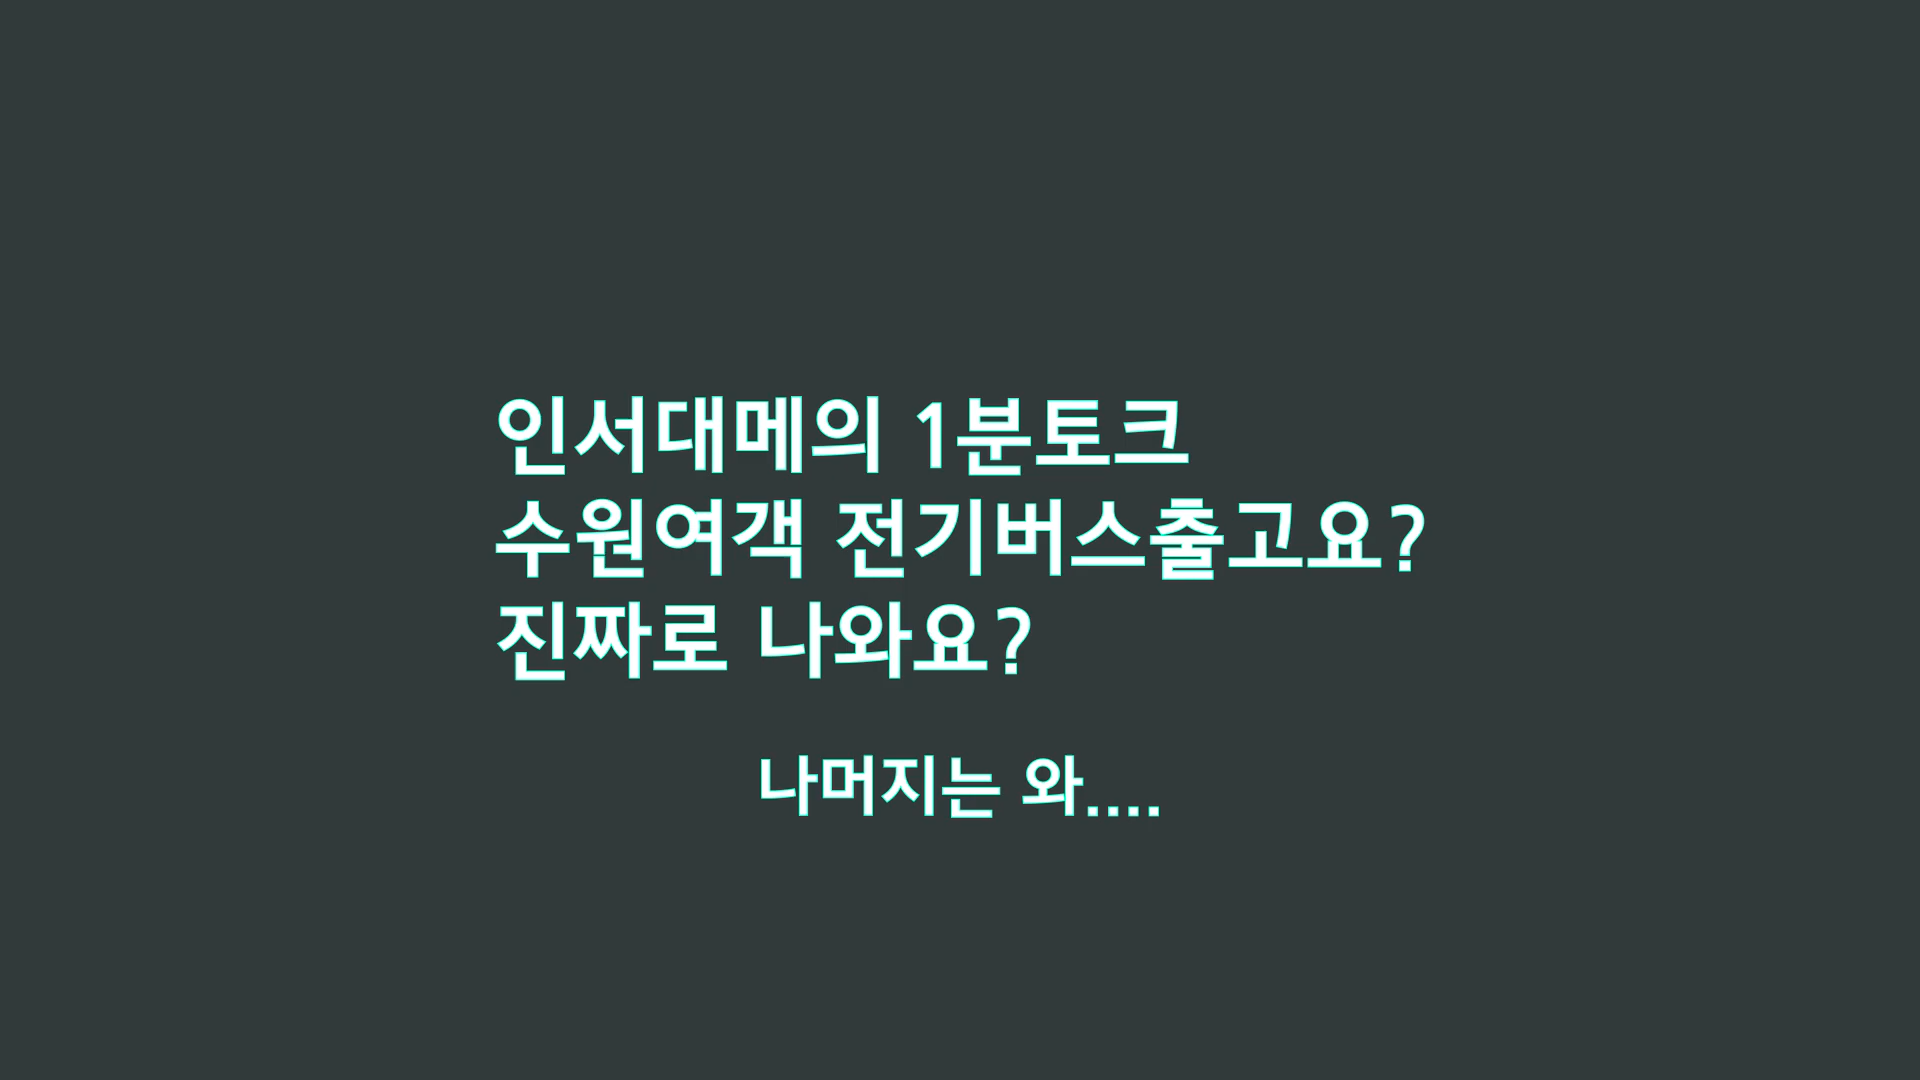 인서대메의 1분토크
수원여객 전기버스출고요?
진짜로 나와요?
나머지는 와....